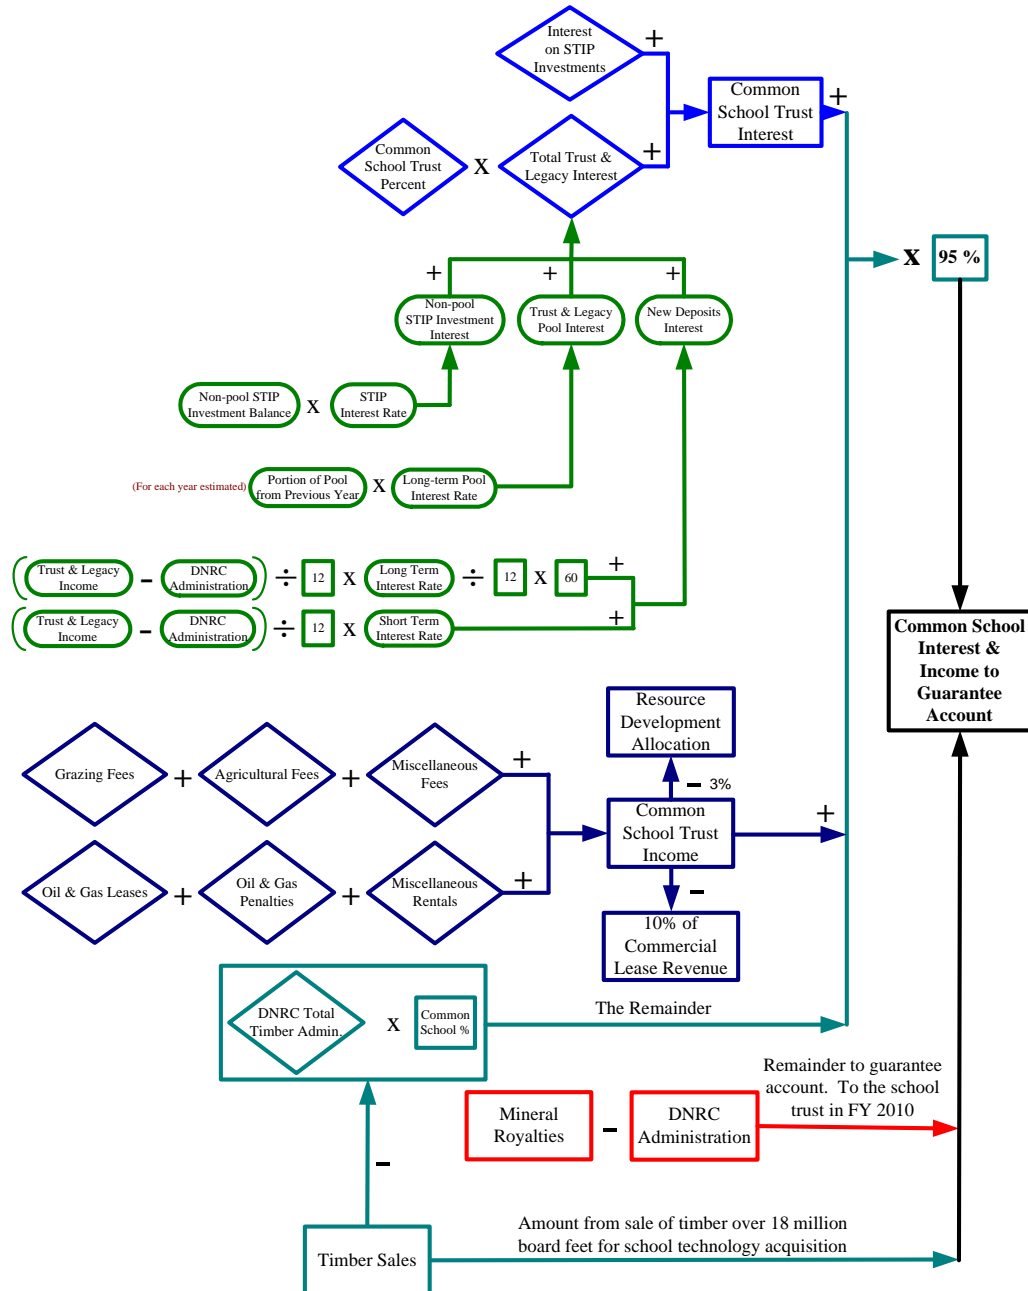 Interest
on STIP
Investments
+
Common
School Trust
Interest
+
Common
School Trust
Percent
x
Total Trust &
Legacy Interest
+
x
95 %
+
+
+
Non-pool
STIP Investment
Interest
Trust & Legacy
Pool Interest
New Deposits
Interest
Non-pool STIP
Investment Balance
x
STIP
Interest Rate
(For each year estimated)
Portion of Pool
from Previous Year
x
Long-term Pool
Interest Rate
( Trust & Legacy
Income
-
DNRC
Administration )
÷
12
x
Long Term
Interest Rate
÷
12
x
60
+
( Trust & Legacy
Income
-
DNRC
Administration )
÷
12
x
Short Term
Interest Rate
+
Common School
Interest &
Income to
Guarantee
Account
Resource
Development
Allocation
- 3%
Grazing Fees
+
Agricultural Fees
+
Miscellaneous
Fees
+
Common
School Trust
Income
+
Oil & Gas Leases
+
Oil & Gas
Penalties
+
Miscellaneous
Rentals
+
-
10% of
Commercial
Lease Revenue
DNRC Total
Timber Admin.
x
Common
School %
The Remainder
Remainder to guarantee
account.  To the school
trust in FY 2010
Mineral
Royalties
-
DNRC
Administration
-
Timber Sales
Amount from sale of timber over 18 million
board feet for school technology acquisition